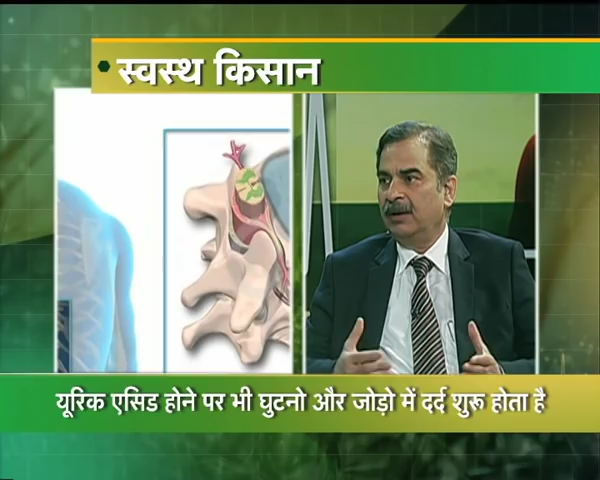 स्वस्थ किसान
यूरिक एसिड होने पर भी घुटनो और जोड़ो में दर्द शुरू होता है